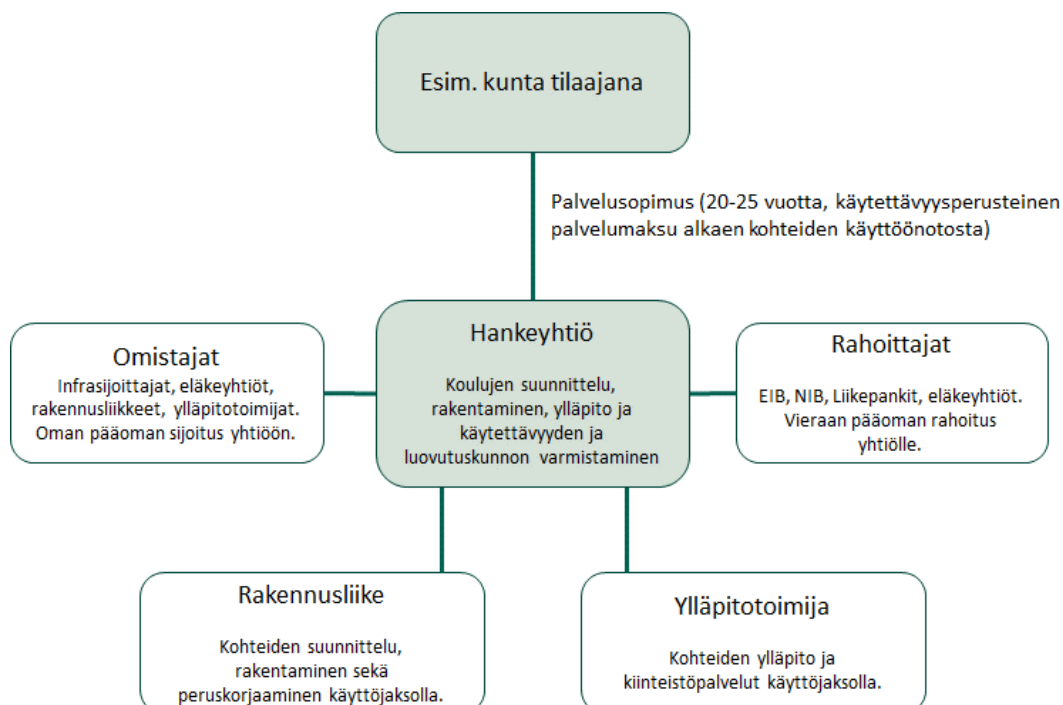 Esim. kunta tilaajana
Palvelusopimus (20-25 vuotta, käytettävyysperusteinen
palvelumaksu alkaen kohteiden käyttöönotosta)
Omistajat
Infrasijoittajat, eläkeyhtiöt,
rakennusliikkeet, ylläpitotoimijat.
Oman pääoman sijoitus yhtiöön.
Hankeyhtiö
Koulujen suunnittelu,
rakentaminen, ylläpito ja
käytettävyyden ja
luovutuskunnon varmistaminen
Rahoittajat
EIB, NIB, Liikepankit, eläkeyhtiöt.
Vieraan pääoman rahoitus
yhtiölle.
Rakennusliike
Kohteiden suunnittelu,
rakentaminen sekä
peruskorjaaminen käyttöjaksolla.
Ylläpitotoimija
Kohteiden ylläpito ja
kiinteistöpalvelut käyttöjaksolla.